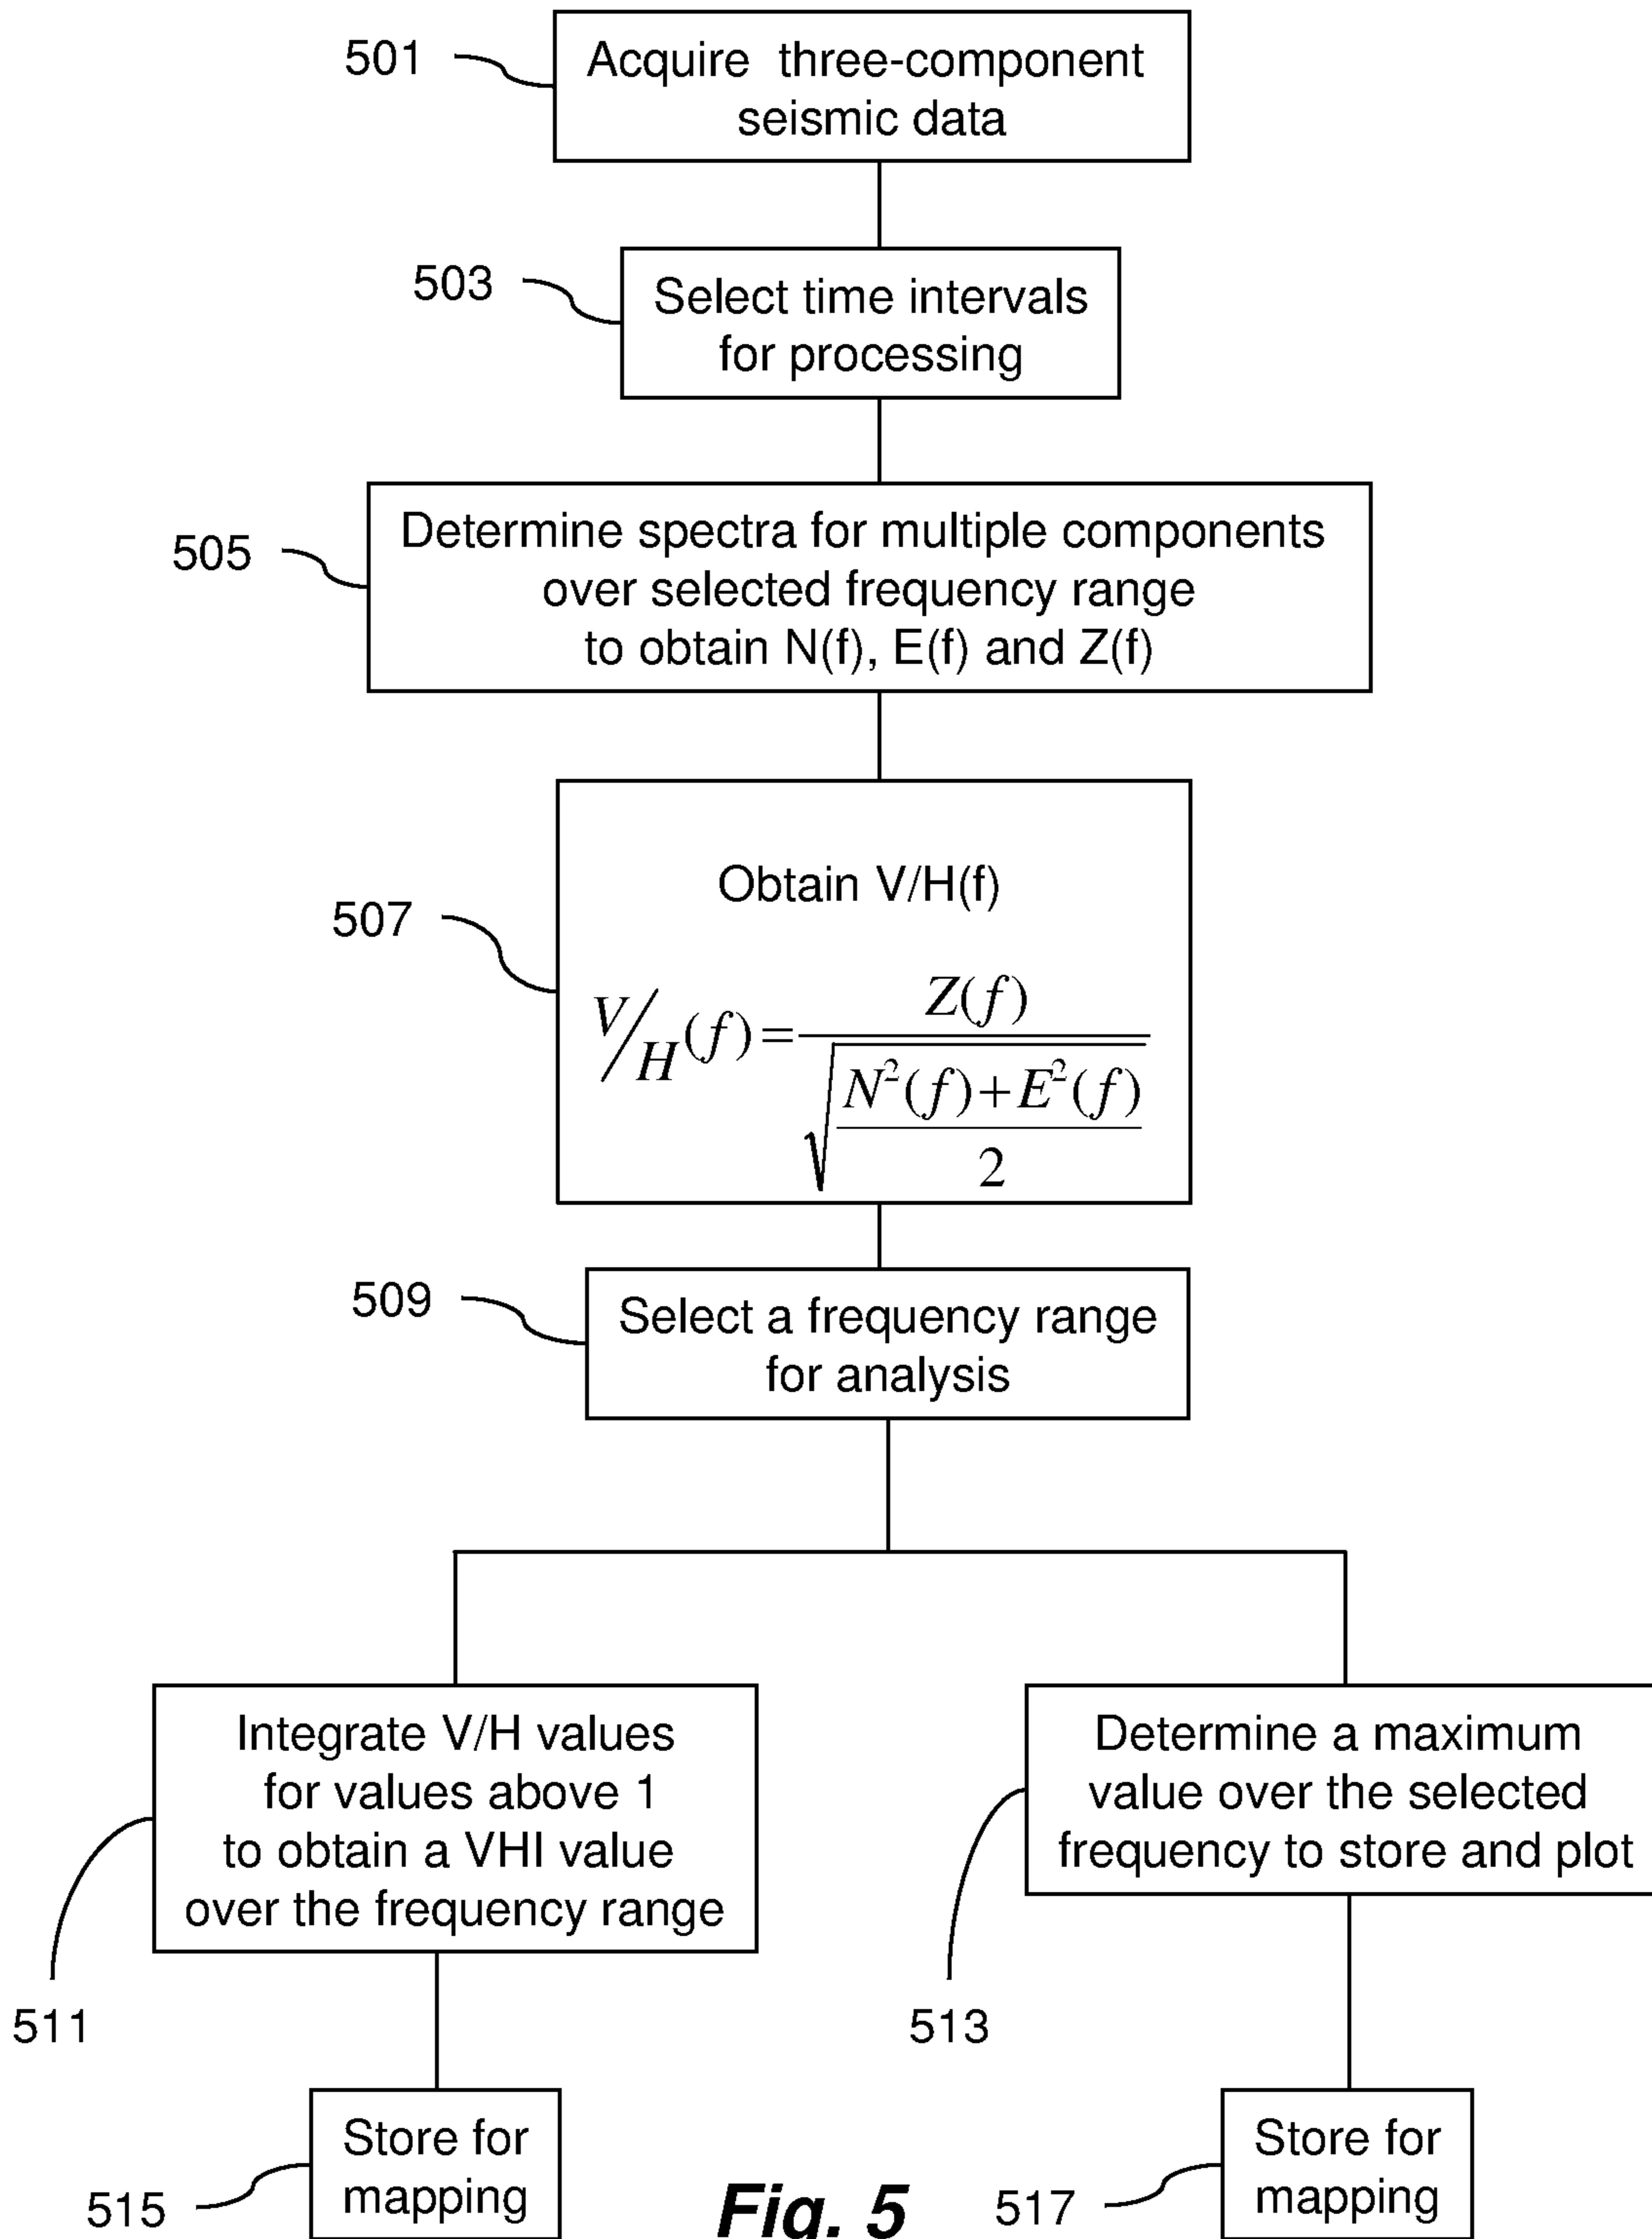 501
Acquire three-component
seismic data
503
Select time intervals
for processing
505
Determine spectra for multiple components
over selected frequency range
to obtain N(f), E(f) and Z(f)
507
Obtain V/H(f)
V/H(f)=Z(f)/√((N²(f)+E²(f))/2)
509
Select a frequency range
for analysis
Integrate V/H values
for values above 1
to obtain a VHI value
over the frequency range
511
Determine a maximum
value over the selected
frequency to store and plot
513
Store for
mapping
515
Store for
mapping
517
Fig. 5